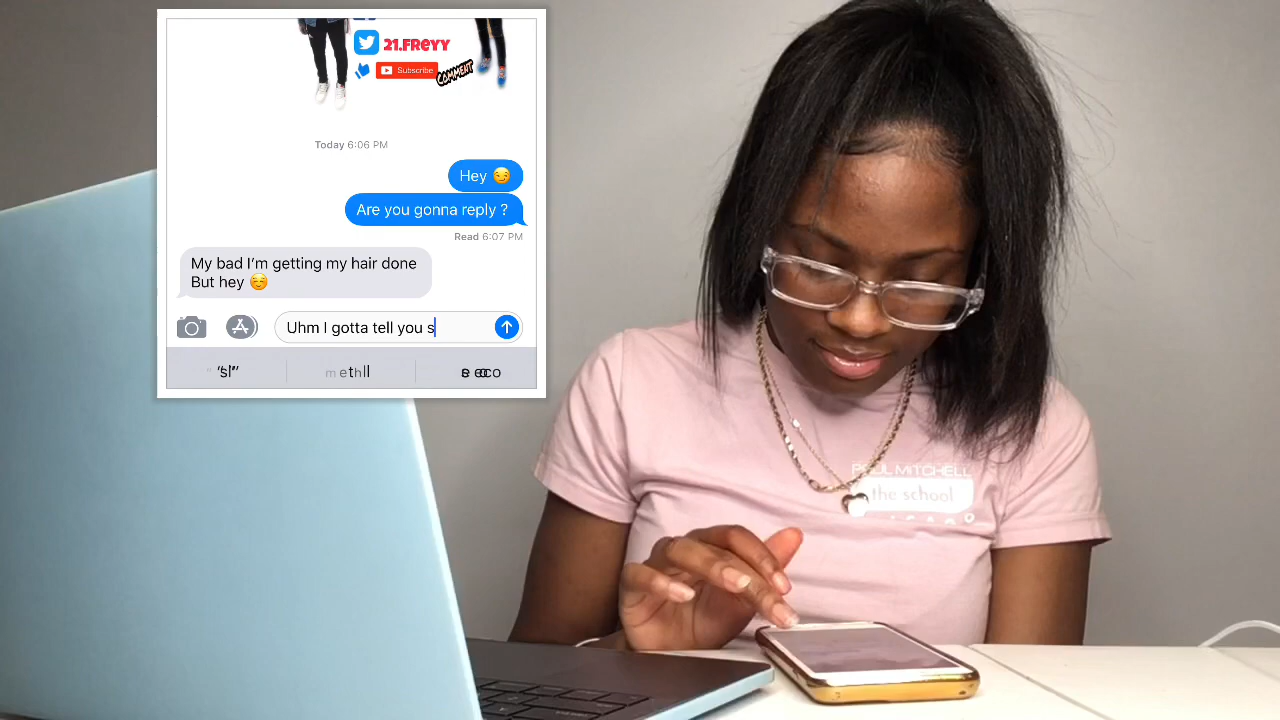 21.FReYY
Subscribe
COMMENT
Today 6:06 PM
Hey 😏
Are you gonna reply ?
Read 6:07 PM
My bad I'm getting my hair done
But hey ☺️
Uhm I gotta tell you s
PAUL MITCHELL
the school